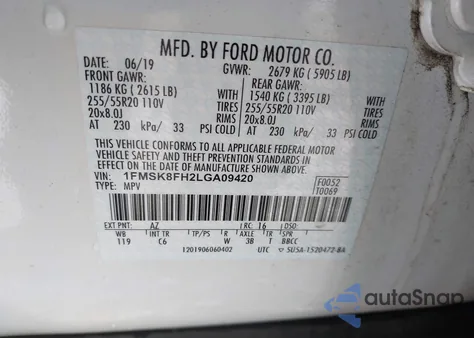 MFD. BY FORD MOTOR CO.
DATE: 06/19 GVWR: 2679 KG (5905 LB)
FRONT GAWR: REAR GAWR:
1186 KG (2615 LB) WITH 1540 KG (3395 LB) WITH
255/55R20 110V TIRES 255/55R20 110V TIRES
20x8.0J RIMS 20x8.0J RIMS
AT 230 kPa/ 33 PSI COLD AT 230 kPa/ 33 PSI COLD
THIS VEHICLE CONFORMS TO ALL APPLICABLE FEDERAL MOTOR
VEHICLE SAFETY AND THEFT PREVENTION STANDARDS IN
EFFECT ON THE DATE OF MANUFACTURE SHOWN ABOVE.
VIN: 1FMSK8FH2LGA09420 F0052
TYPE: MPV T0069
EXT PNT: AZ RC: 16 DSO:
WB INT TR TP/PS R AXLE TR SPR
119 C6 W 3B T BBCC
1201906060402 UTC 5U5A-1520472-BA
autoSnap